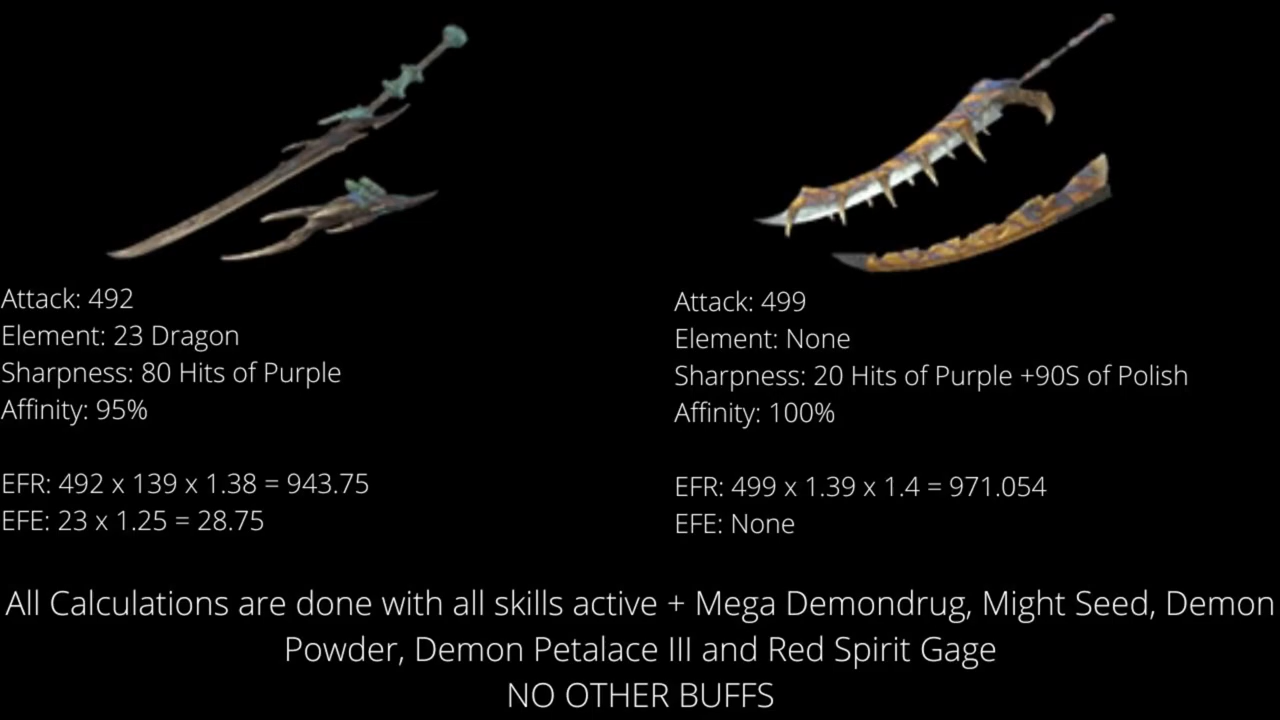 Attack: 492
Element: 23 Dragon
Sharpness: 80 Hits of Purple
Affinity: 95%
EFR: 492 x 139 x 1.38 = 943.75
EFE: 23 x 1.25 = 28.75
Attack: 499
Element: None
Sharpness: 20 Hits of Purple +90S of Polish
Affinity: 100%
EFR: 499 x 1.39 x 1.4 = 971.054
EFE: None
All Calculations are done with all skills active + Mega Demondrug, Might Seed, Demon
Powder, Demon Petalace III and Red Spirit Gage
NO OTHER BUFFS